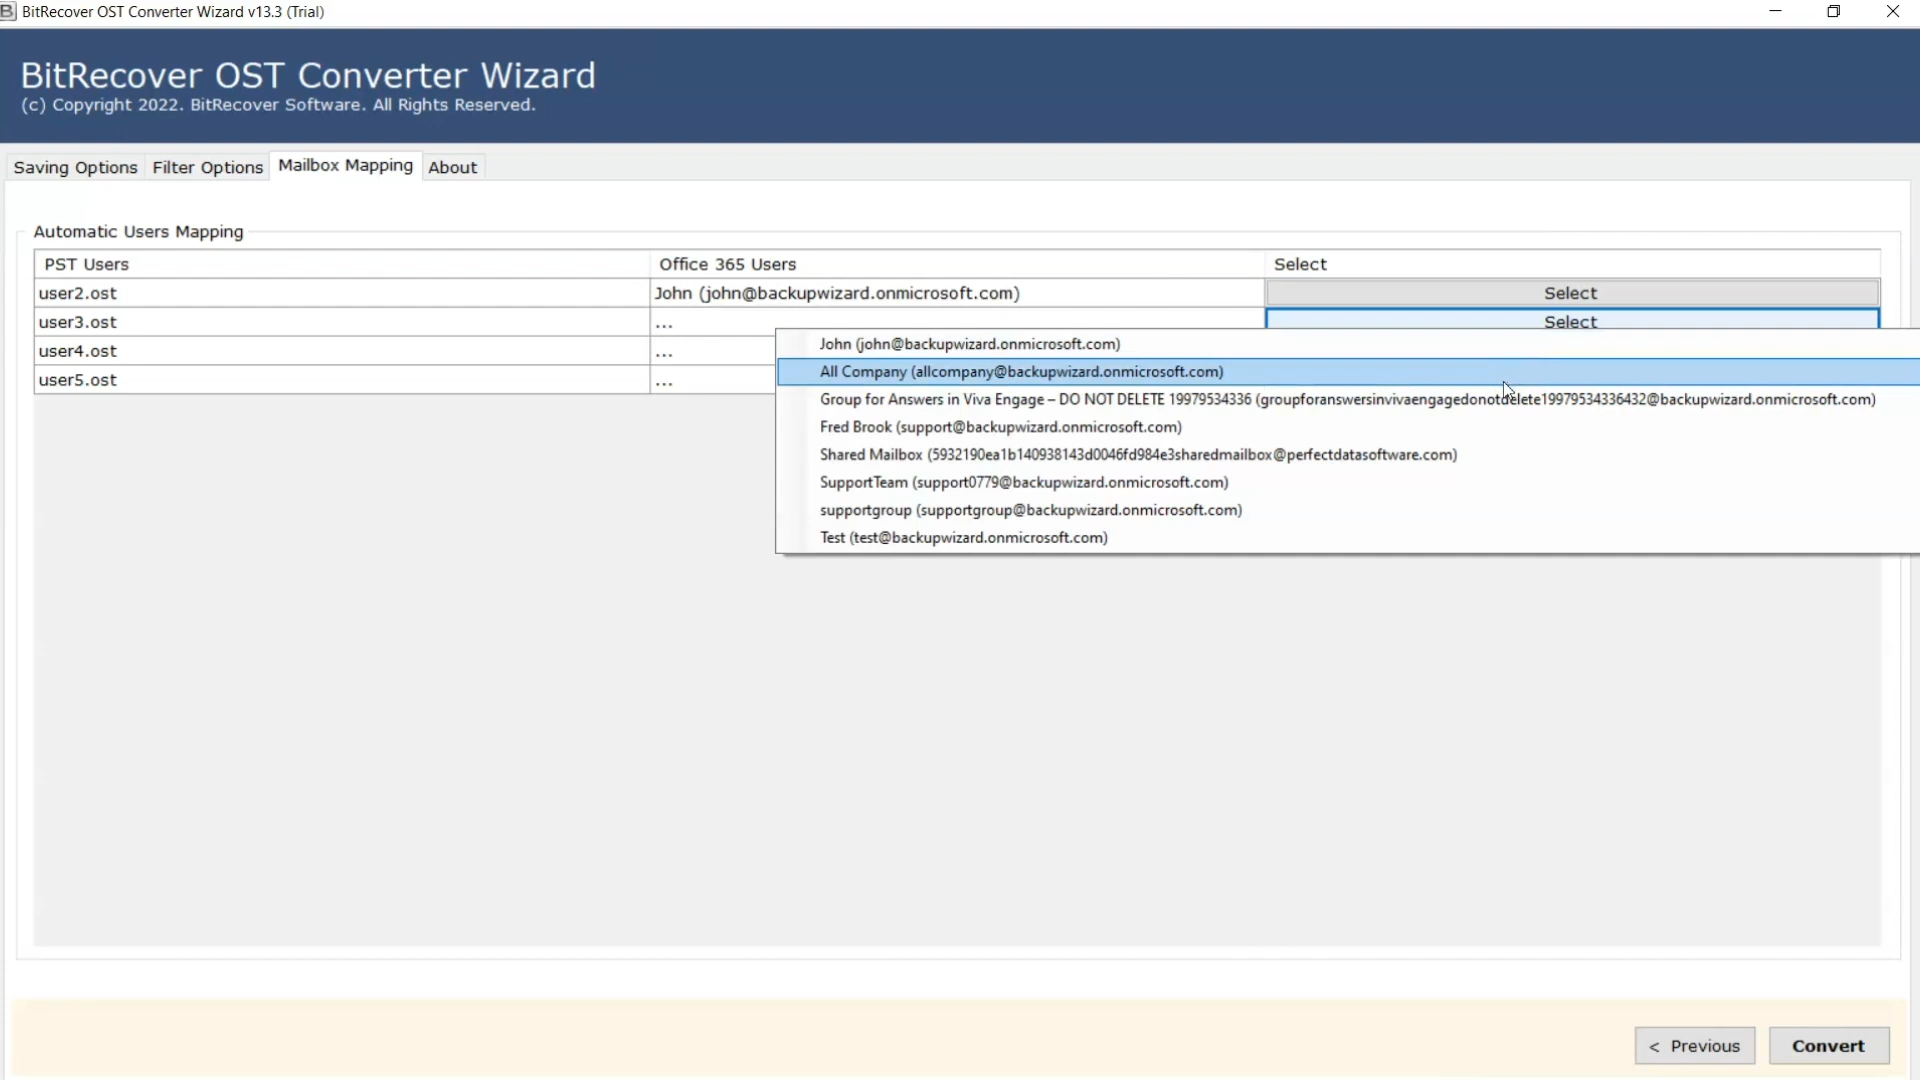 BitRecover OST Converter Wizard v13.3 (Trial)
BitRecover OST Converter Wizard
(c) Copyright 2022. BitRecover Software. All Rights Reserved.
Saving Options Filter Options Mailbox Mapping About
Automatic Users Mapping
PST Users Office 365 Users Select
user2.ost John (john@backupwizard.onmicrosoft.com) Select
user3.ost ... Select
user4.ost ...
user5.ost ...
John (john@backupwizard.onmicrosoft.com)
All Company (allcompany@backupwizard.onmicrosoft.com)
Group for Answers in Viva Engage – DO NOT DELETE 19979534336 (groupforanswersinvivaengagedonotdelete19979534336432@backupwizard.onmicrosoft.com)
Fred Brook (support@backupwizard.onmicrosoft.com)
Shared Mailbox (5932190ea1b140938143d0046fd984e3sharedmailbox@perfectdatasoftware.com)
SupportTeam (support0779@backupwizard.onmicrosoft.com)
supportgroup (supportgroup@backupwizard.onmicrosoft.com)
Test (test@backupwizard.onmicrosoft.com)
< Previous Convert